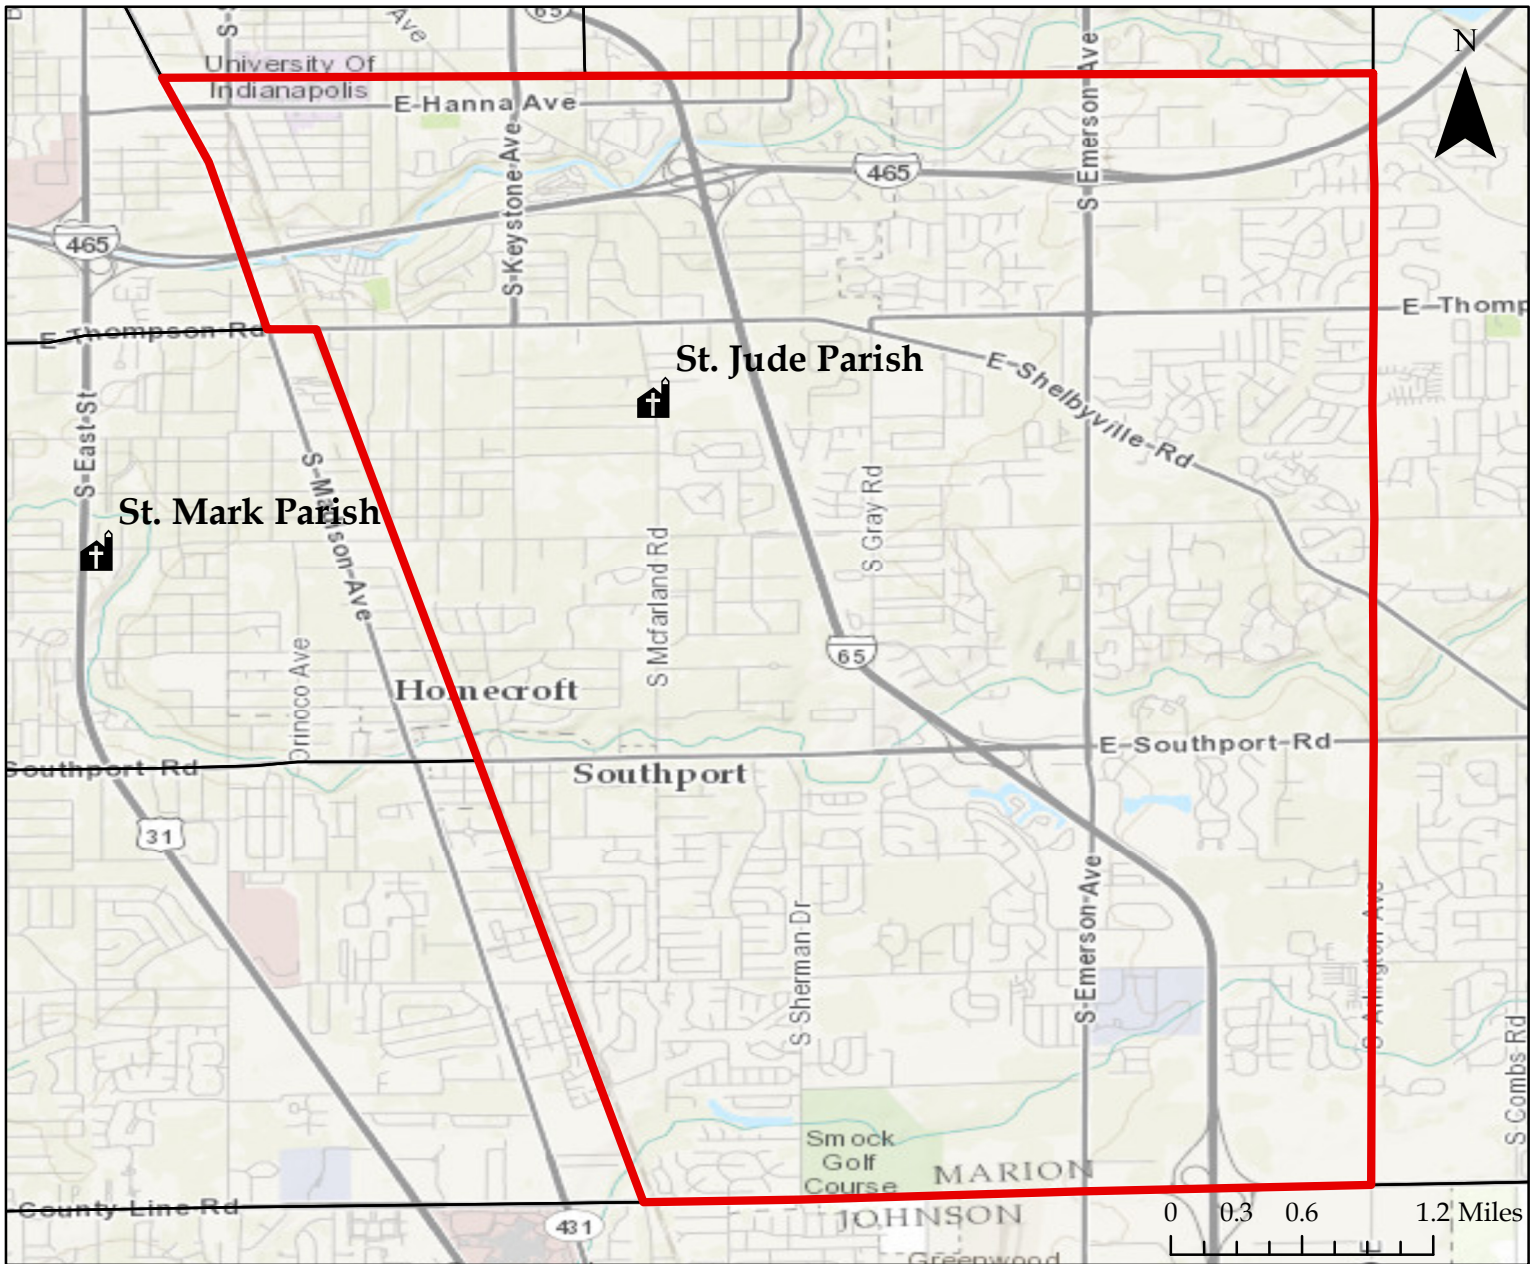 65
Ave
N
University Of
Indianapolis
E Hanna Ave
S Emerson Ave
S Keystone Ave
465
465
E Thompson Rd
E Thomp
St. Jude Parish
E Shelbyville Rd
S East St
S Madison Ave
S Gray Rd
St. Mark Parish
S Mcfarland Rd
65
Orinoco Ave
Homecroft
E Southport Rd
Southport Rd
Southport
31
S Emerson Ave
S Sherman Dr
S Arlington Ave
S Combs Rd
Smock
Golf
Course
MARION
JOHNSON
County Line Rd
431
0 0.3 0.6 1.2 Miles
Greenwood